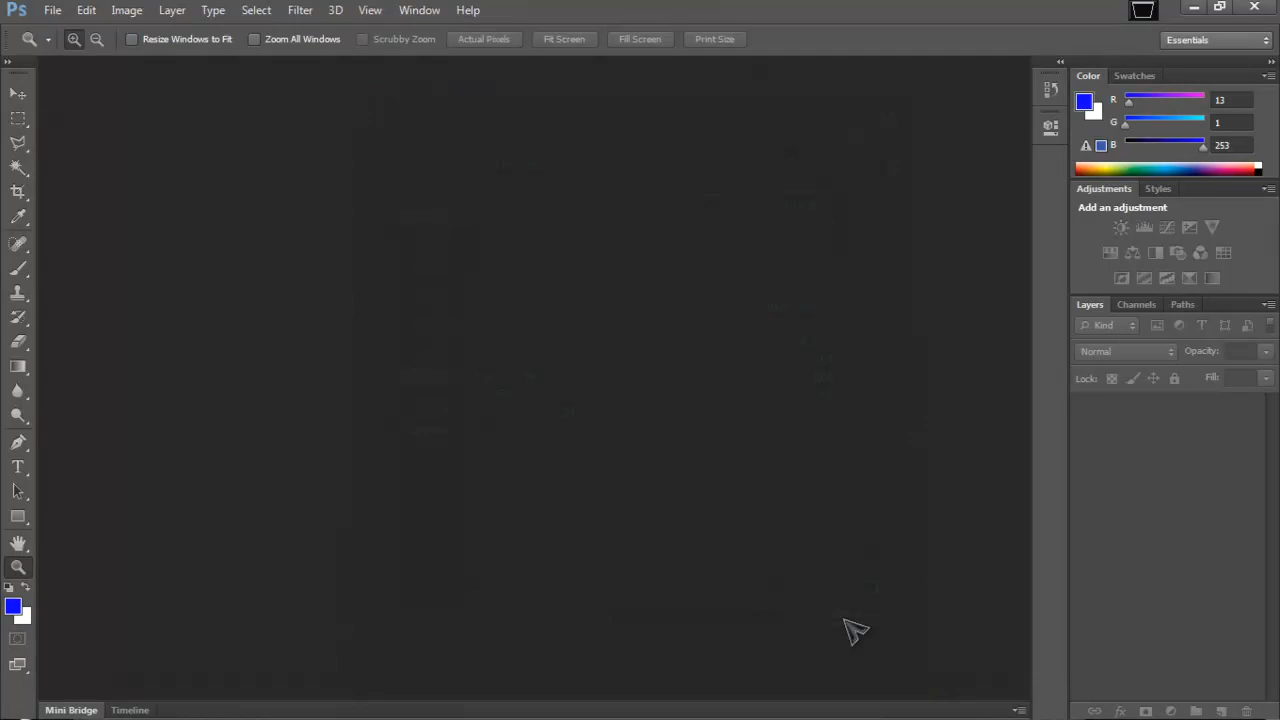 Ps File Edit Image Layer Type Select Filter 3D View Window Help
Resize Windows to Fit Zoom All Windows Scrubby Zoom Actual Pixels Fit Screen Fill Screen Print Size Essentials
Color Swatches
R 13
G 1
B 253
Adjustments Styles
Add an adjustment
Layers Channels Paths
Kind
Normal Opacity:
Lock: Fill:
Mini Bridge Timeline